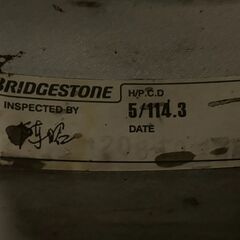 BRIDGESTONE
H/P.C.D
INSPECTED BY
5/114.3
DATE